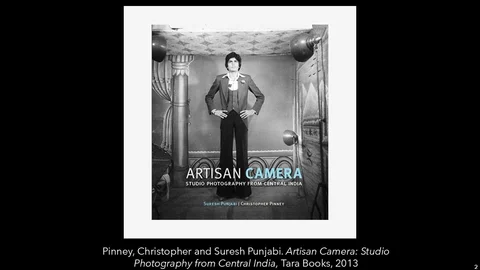 ARTISAN CAMERA
STUDIO PHOTOGRAPHY FROM CENTRAL INDIA
SURESH PUNJABI | CHRISTOPHER PINNEY
Pinney, Christopher and Suresh Punjabi. Artisan Camera: Studio
Photography from Central India, Tara Books, 2013
2